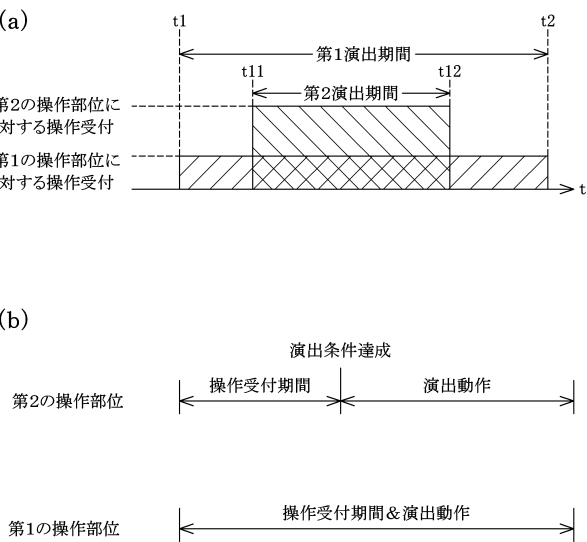 (a)
t1
t2
第1演出期間
t11
t12
第2演出期間
第2の操作部位に
対する操作受付
第1の操作部位に
対する操作受付
t
(b)
演出条件達成
操作受付期間
演出動作
第2の操作部位
操作受付期間&演出動作
第1の操作部位